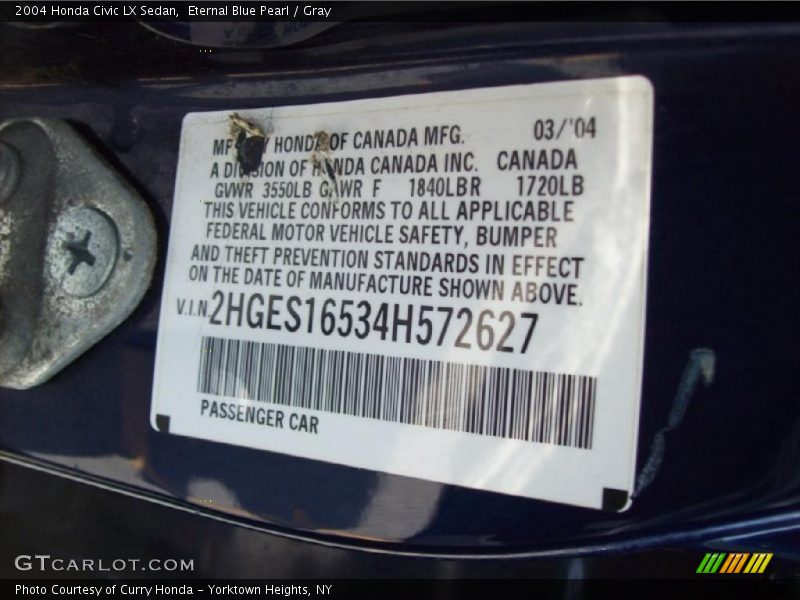 2004 Honda Civic LX Sedan, Eternal Blue Pearl / Gray
HONDA OF CANADA MFG. 03/'04
A DIVISION OF HONDA CANADA INC. CANADA
GVWR 3550LB GAWR F 1840LB R 1720LB
THIS VEHICLE CONFORMS TO ALL APPLICABLE
FEDERAL MOTOR VEHICLE SAFETY, BUMPER
AND THEFT PREVENTION STANDARDS IN EFFECT
ON THE DATE OF MANUFACTURE SHOWN ABOVE.
V.I.N. 2HGES16534H572627
PASSENGER CAR
GTCARLOT.COM
Photo Courtesy of Curry Honda - Yorktown Heights, NY